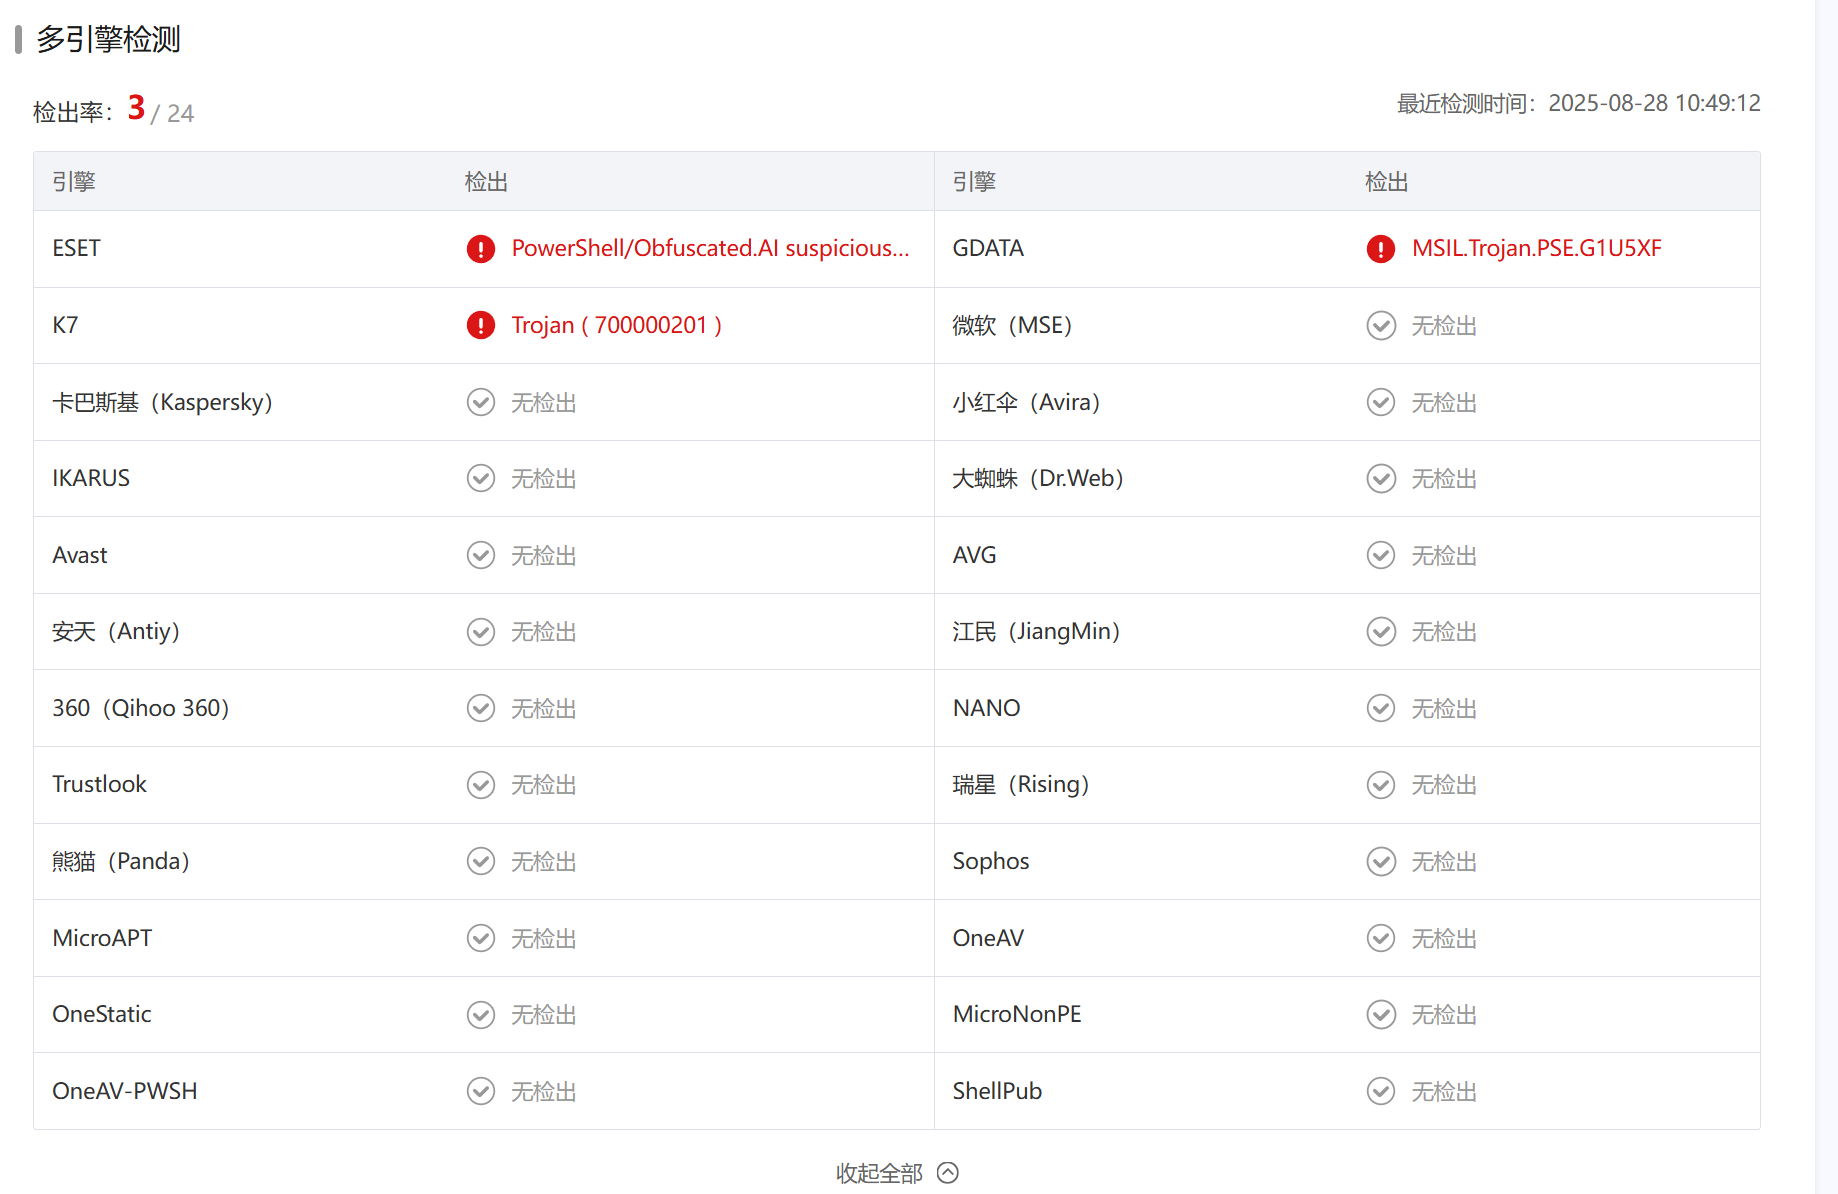 多引擎检测
检出率：3 / 24
最近检测时间：2025-08-28 10:49:12
引擎 检出 引擎 检出
ESET PowerShell/Obfuscated.AI suspicious... GDATA MSIL.Trojan.PSE.G1U5XF
K7 Trojan ( 700000201 ) 微软（MSE） 无检出
卡巴斯基（Kaspersky） 无检出 小红伞（Avira） 无检出
IKARUS 无检出 大蜘蛛（Dr.Web） 无检出
Avast 无检出 AVG 无检出
安天（Antiy） 无检出 江民（JiangMin） 无检出
360（Qihoo 360） 无检出 NANO 无检出
Trustlook 无检出 瑞星（Rising） 无检出
熊猫（Panda） 无检出 Sophos 无检出
MicroAPT 无检出 OneAV 无检出
OneStatic 无检出 MicroNonPE 无检出
OneAV-PWSH 无检出 ShellPub 无检出
收起全部